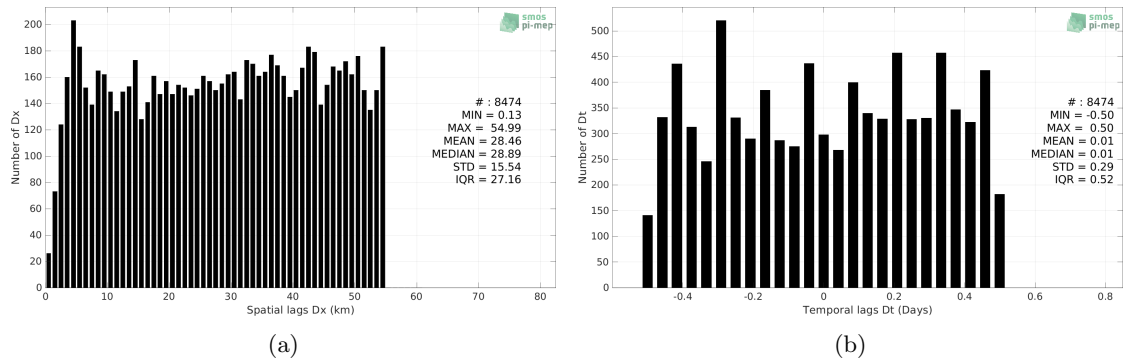 smos
pi-mep
200
180
160
140
120
100
80
60
40
20
0
Number of Dx
# : 8474
MIN = 0.13
MAX = 54.99
MEAN = 28.46
MEDIAN = 28.89
STD = 15.54
IQR = 27.16
0 10 20 30 40 50 60 70 80
Spatial lags Dx (km)
(a)
smos
pi-mep
500
450
400
350
300
250
200
150
100
50
0
Number of Dt
# : 8474
MIN = -0.50
MAX = 0.50
MEAN = 0.01
MEDIAN = 0.01
STD = 0.29
IQR = 0.52
-0.4 -0.2 0 0.2 0.4 0.6 0.8
Temporal lags Dt (Days)
(b)